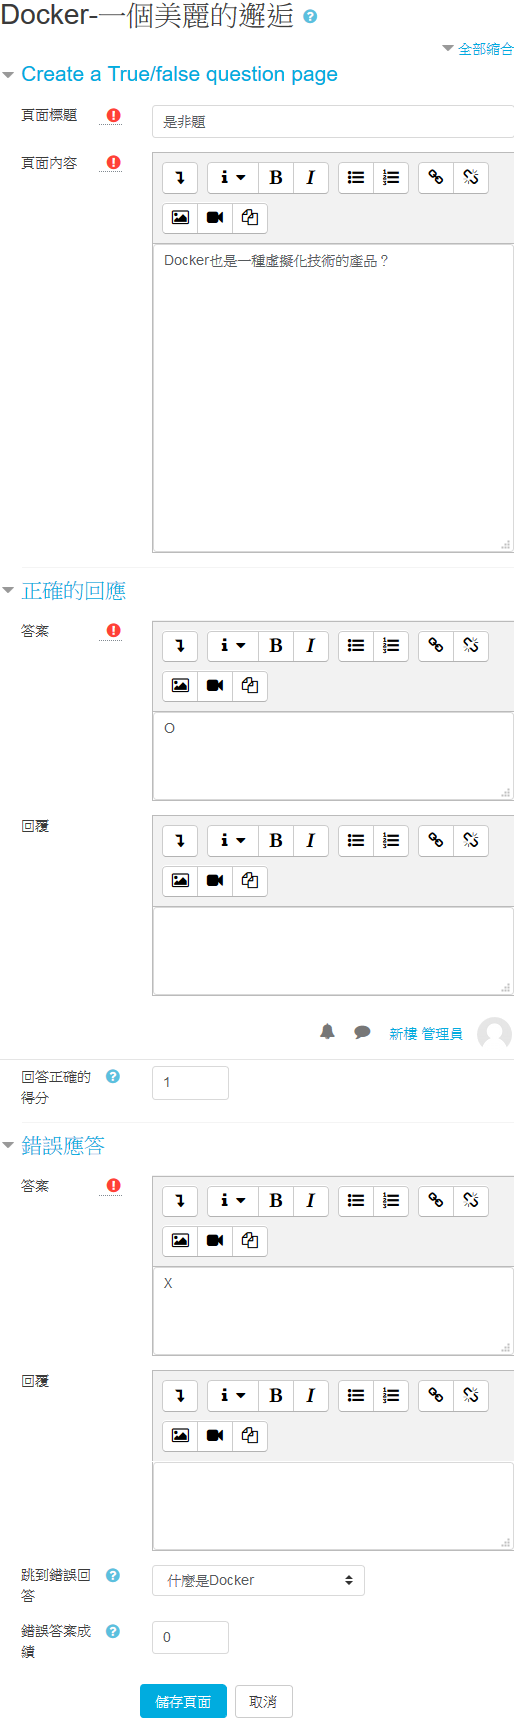 Docker-一個美麗的邂逅
全部縮合
Create a True/false question page
頁面標題
是非題
頁面內容
Docker也是一種虛擬化技術的產品？
正確的回應
答案
O
回覆
新樓 管理員
回答正確的
得分
1
錯誤應答
答案
X
回覆
跳到錯誤回
答
什麼是Docker
錯誤答案成
績
0
儲存頁面 取消